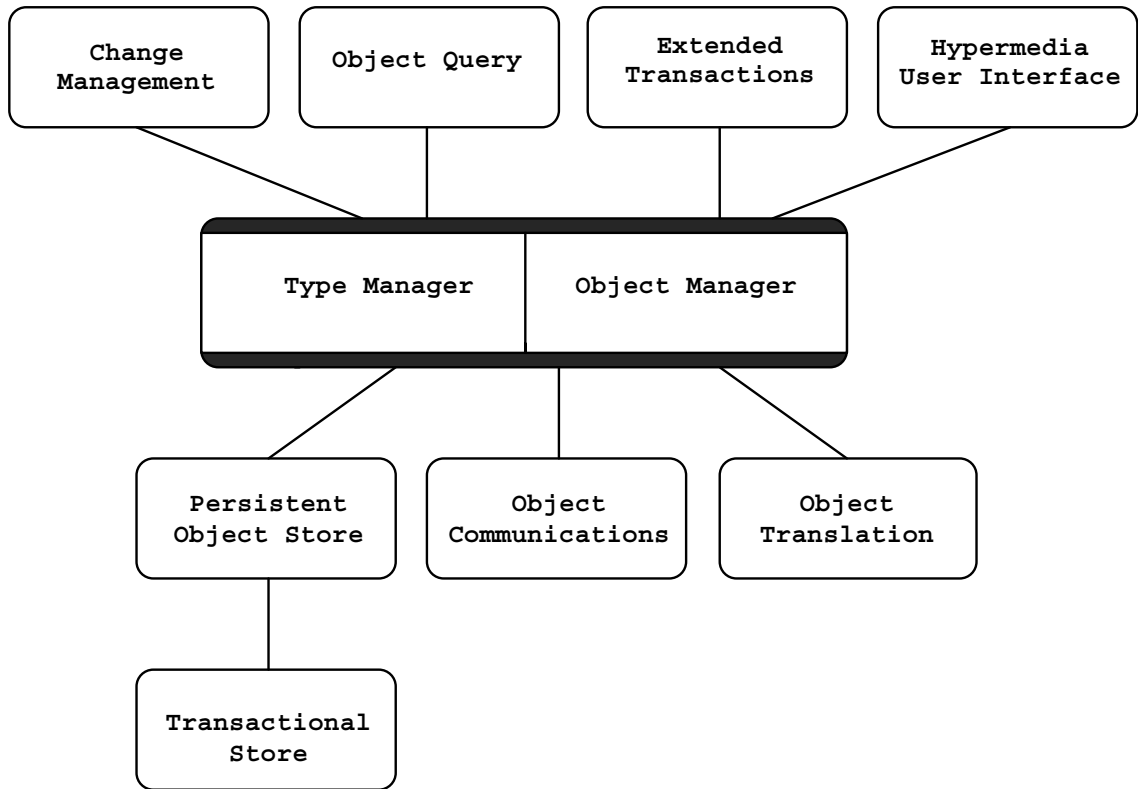 Change
Management
Object Query
Extended
Transactions
Hypermedia
User Interface
Type Manager
Object Manager
Persistent
Object Store
Object
Communications
Object
Translation
Transactional
Store